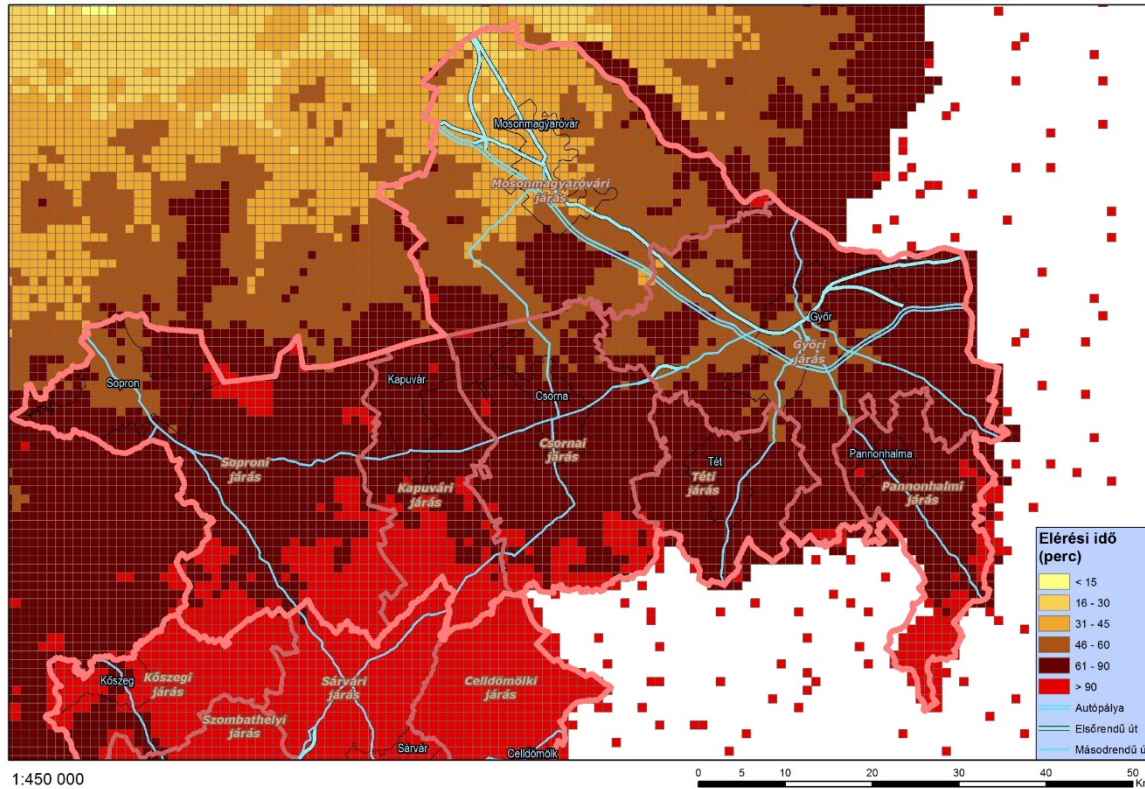 Mosonmagyaróvár
Mosonmagyaróvári
járás
Győr
Győri
járás
Sopron
Kapuvár
Csorna
Soproni
járás
Kapuvári
járás
Csornai
járás
Tét
Téti
járás
Pannonhalma
Pannonhalmi
járás
Kőszeg
Kőszegi
járás
Szombathelyi
járás
Sárvári
járás
Sárvár
Celldömölki
járás
Celldömölk
Elérési idő
(perc)
< 15
16 - 30
31 - 45
46 - 60
61 - 90
> 90
Autópálya
Elsőrendű út
Másodrendű ú
1:450 000
0 5 10 20 30 40 50
Km